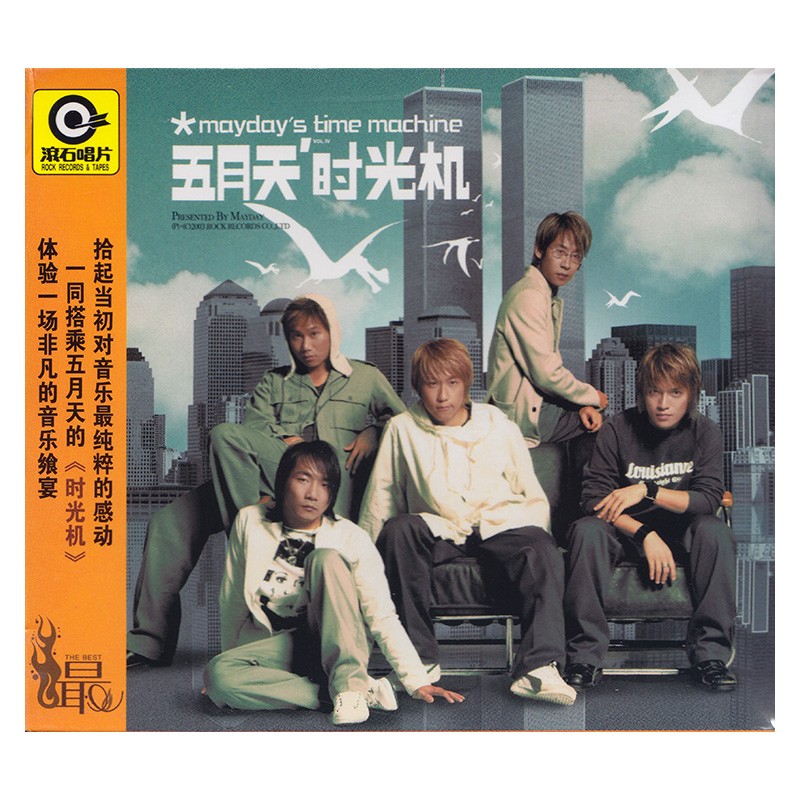 滾石唱片
ROCK RECORDS & TAPES
拾起当初对音乐最纯粹的感动
一同搭乘五月天的《时光机》
体验一场非凡的音乐飨宴
THE BEST
最
*mayday's time machine
VOL.IV
五月天'时光机
PRESENTED BY MAYDAY
(P)+(C)2003 ROCK RECORDS CO.,LTD
Louisianne